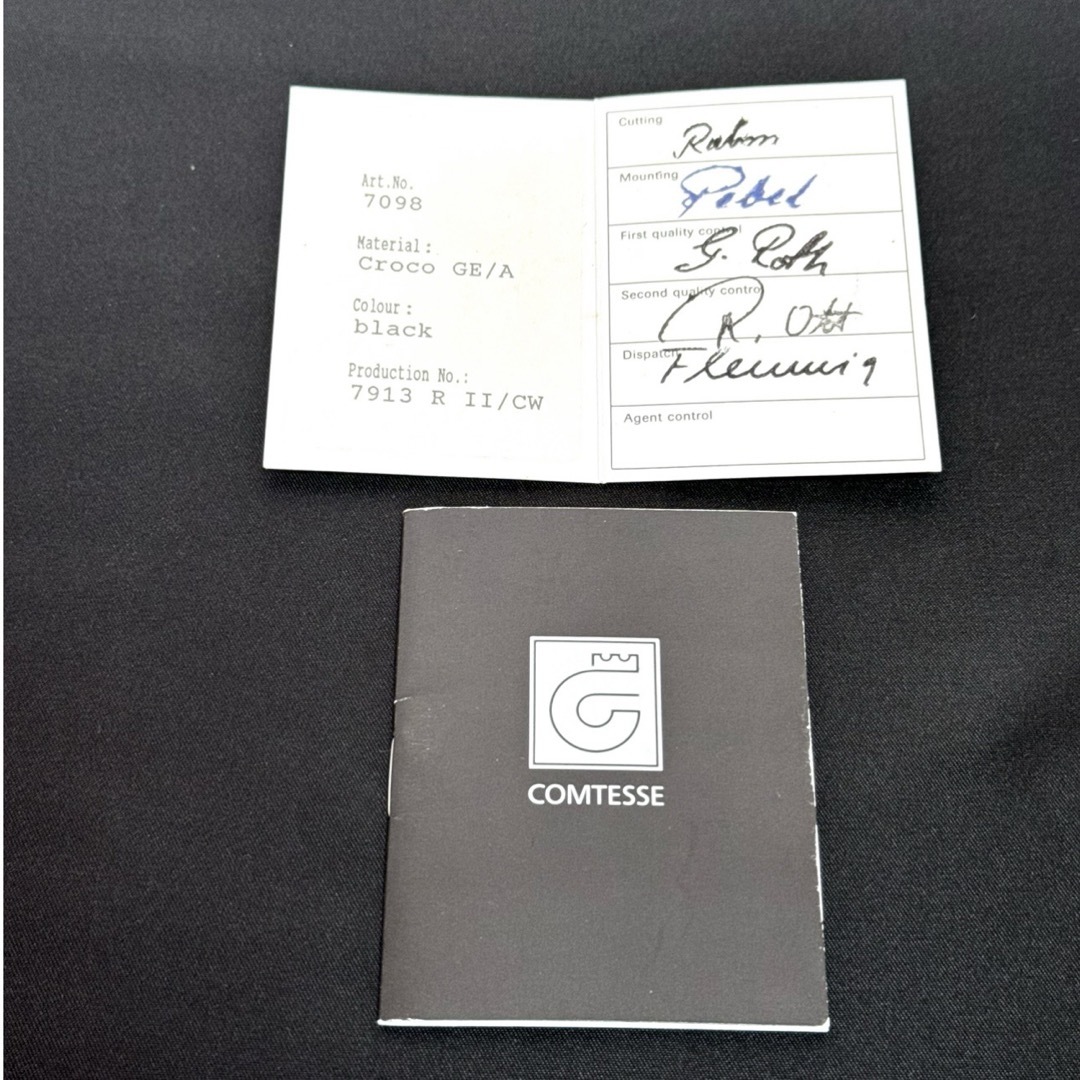 Art.No.
7098
Material:
Croco GE/A
Colour:
black
Production No.:
7913 R II/CW
Cutting
Mounting
First quality control
G. Roth
Second quality control
R. Ott
Dispatch
Agent control
COMTESSE